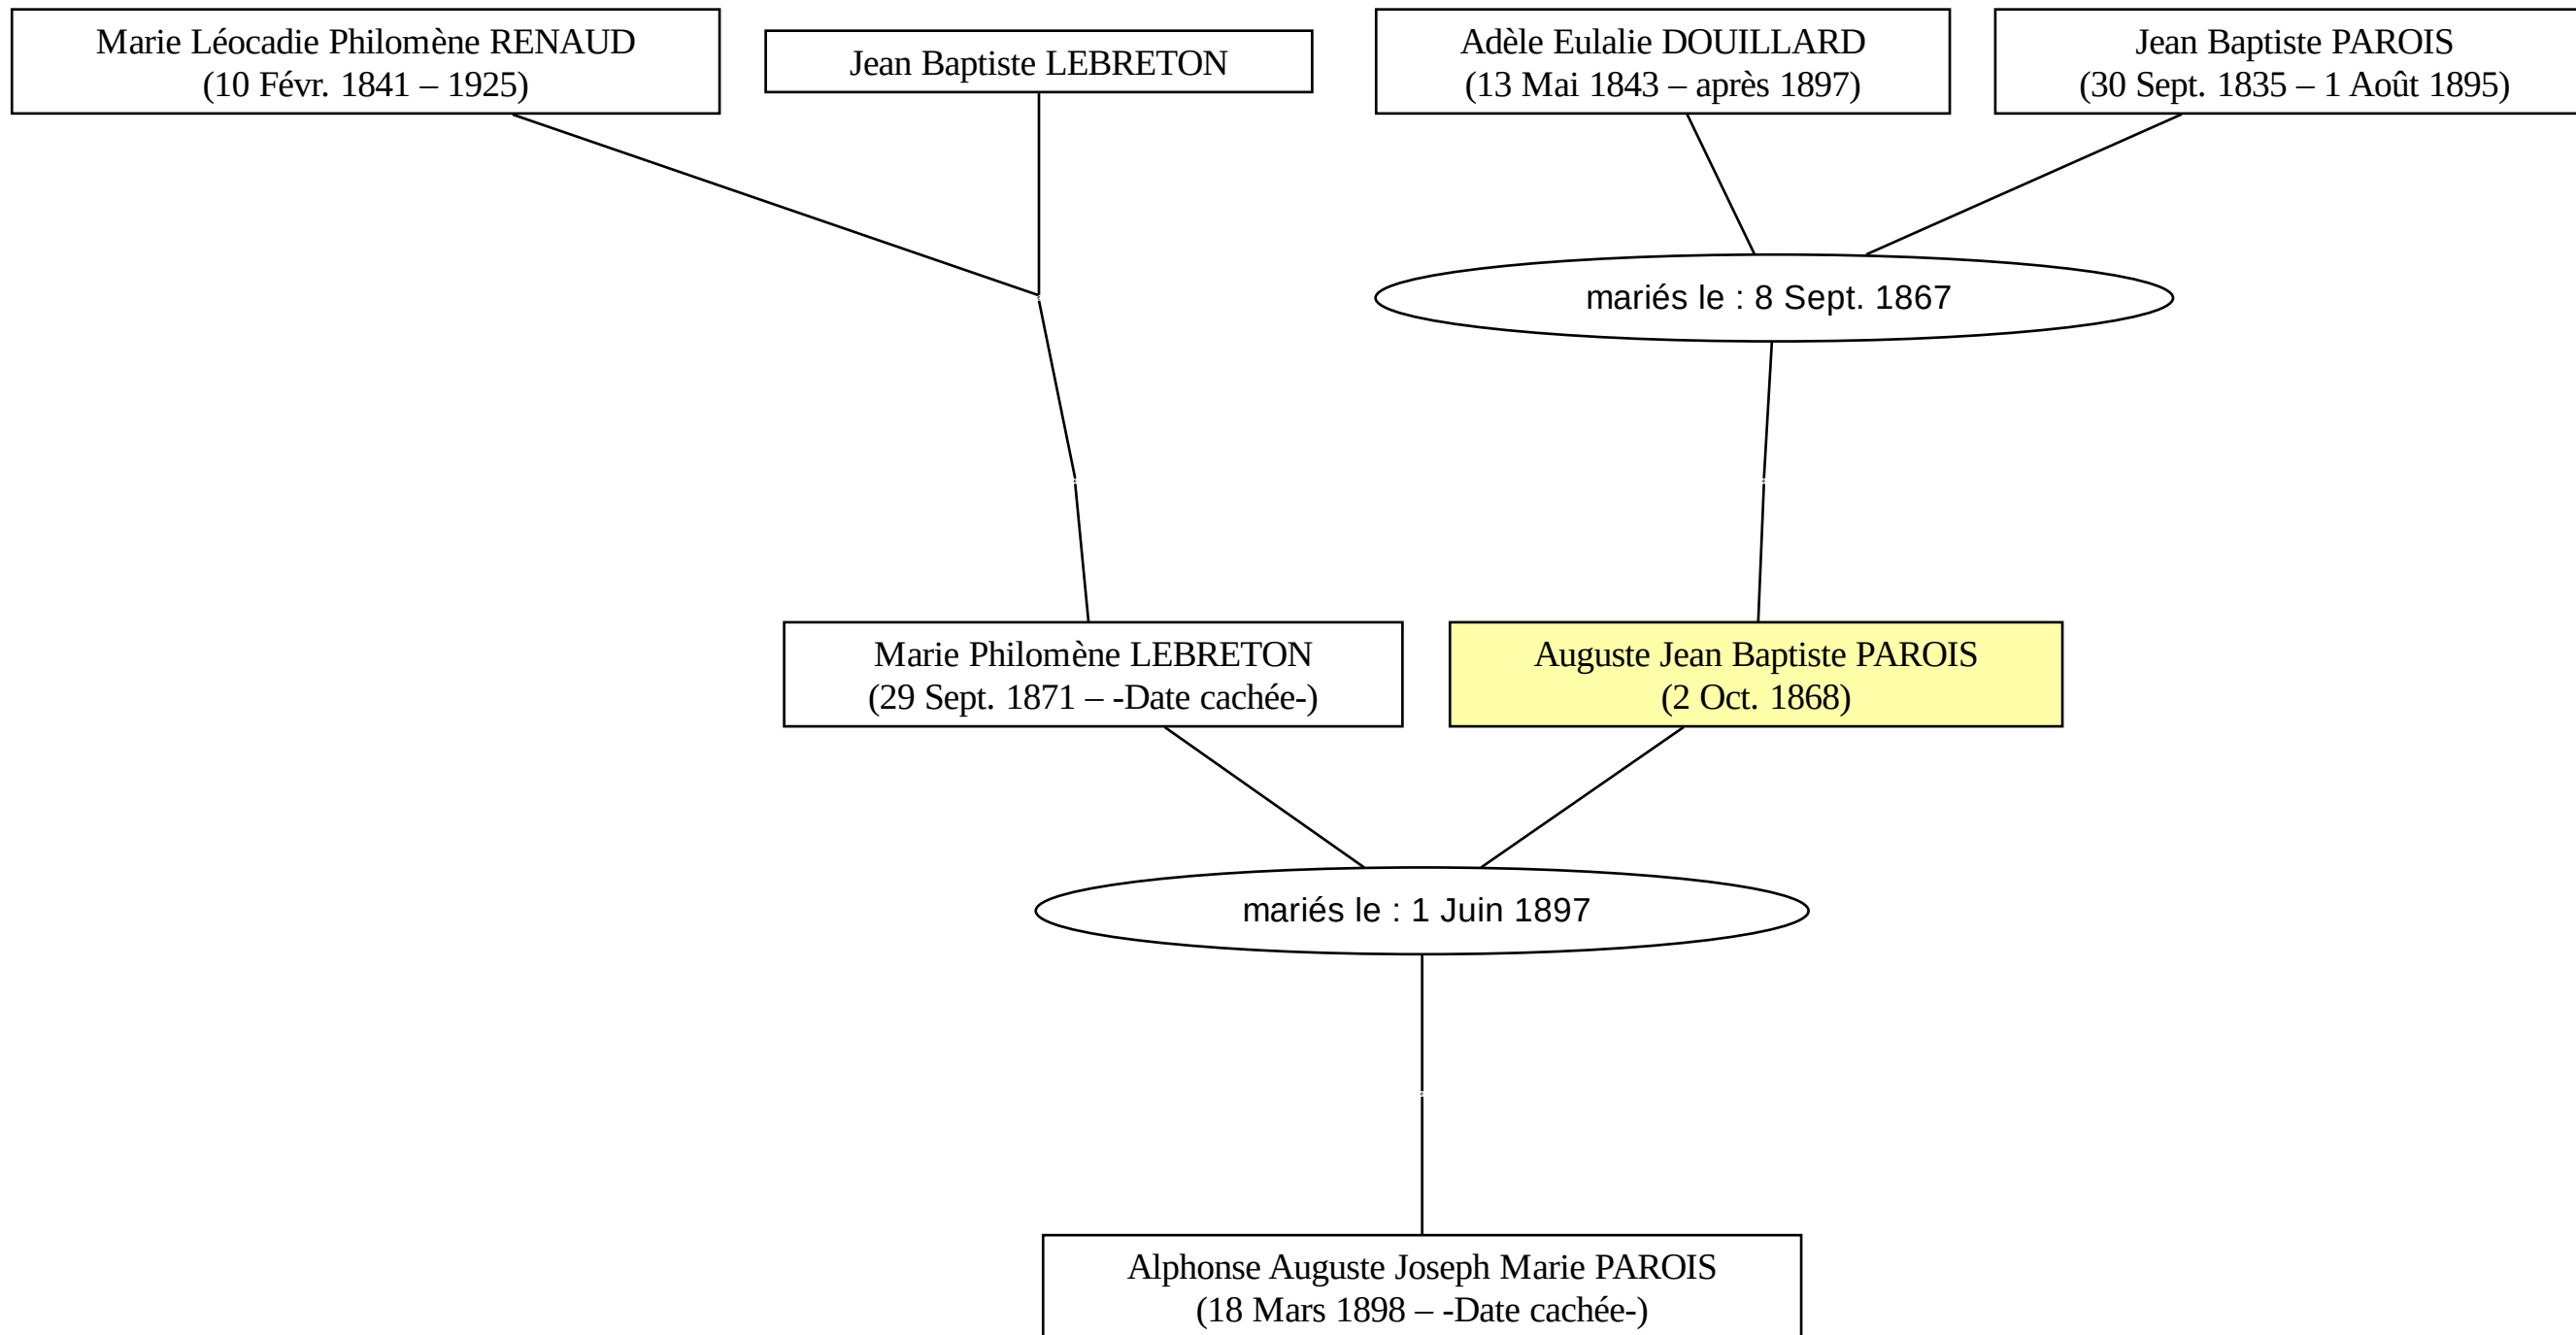 Marie Léocadie Philomène RENAUD
(10 Févr. 1841 – 1925)
Jean Baptiste LEBRETON
Adèle Eulalie DOUILLARD
(13 Mai 1843 – après 1897)
Jean Baptiste PAROIS
(30 Sept. 1835 – 1 Août 1895)
mariés le : 8 Sept. 1867
Marie Philomène LEBRETON
(29 Sept. 1871 – -Date cachée-)
Auguste Jean Baptiste PAROIS
(2 Oct. 1868)
mariés le : 1 Juin 1897
Alphonse Auguste Joseph Marie PAROIS
(18 Mars 1898 – -Date cachée-)